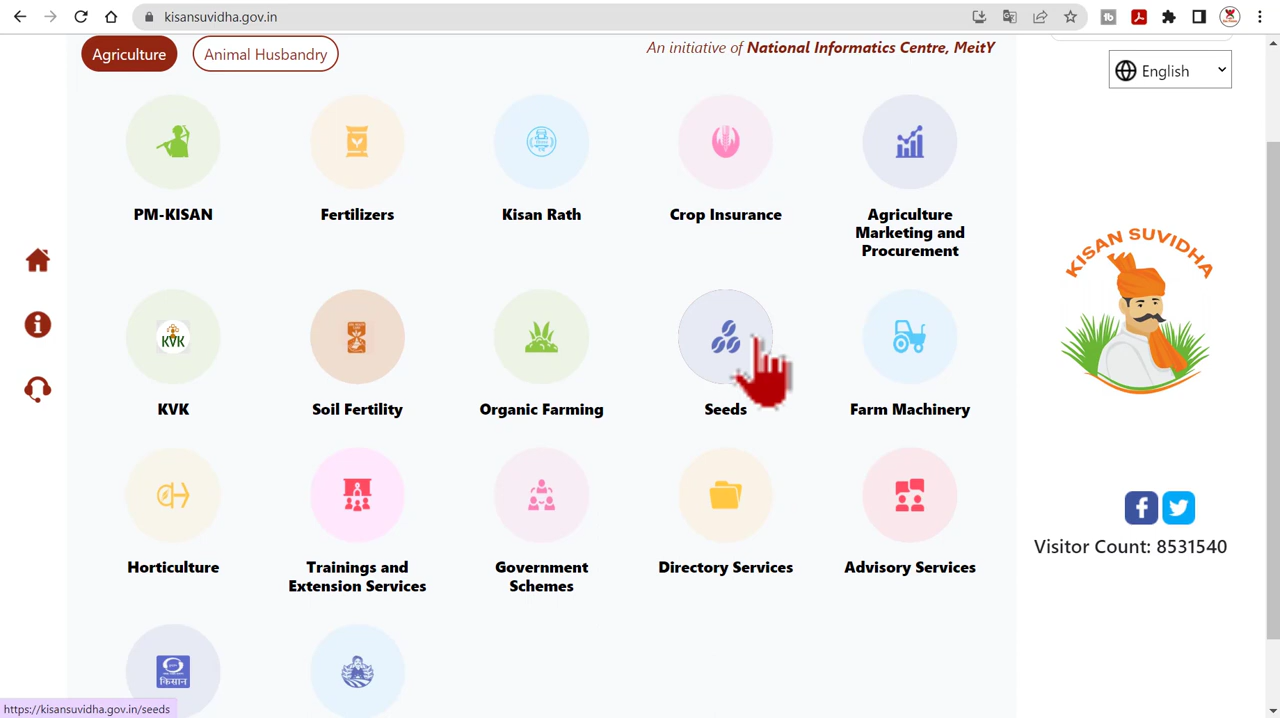 kisansuvidha.gov.in
Agriculture
Animal Husbandry
An initiative of National Informatics Centre, MeitY
English
PM-KISAN
Fertilizers
Kisan Rath
Crop Insurance
Agriculture
Marketing and
Procurement
KISAN SUVIDHA
KVK
KVK
Soil Fertility
Organic Farming
Seeds
Farm Machinery
Horticulture
Trainings and
Extension Services
Government
Schemes
Directory Services
Advisory Services
Visitor Count: 8531540
किसान
https://kisansuvidha.gov.in/seeds